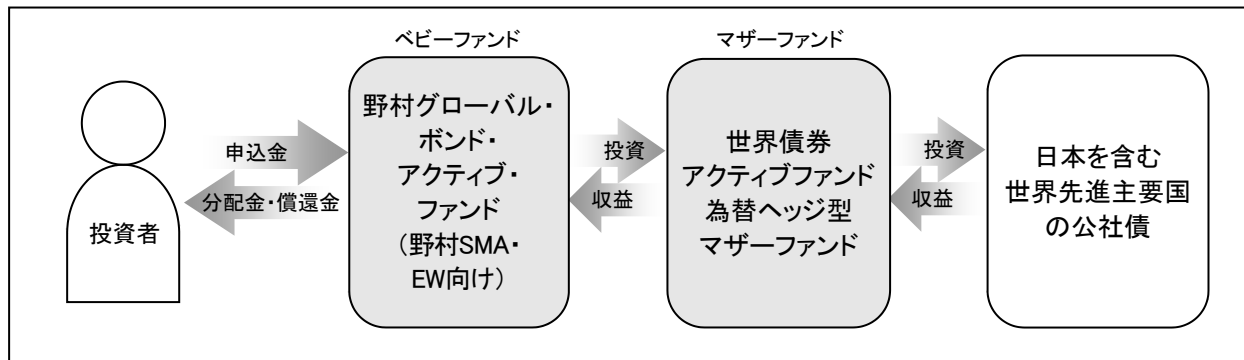 ベビーファンド
マザーファンド
投資者
申込金
分配金・償還金
野村グローバル・
ボンド・
アクティブ・
ファンド
（野村SMA・
EW向け）
投資
収益
世界債券
アクティブファンド
為替ヘッジ型
マザーファンド
投資
収益
日本を含む
世界先進主要国
の公社債